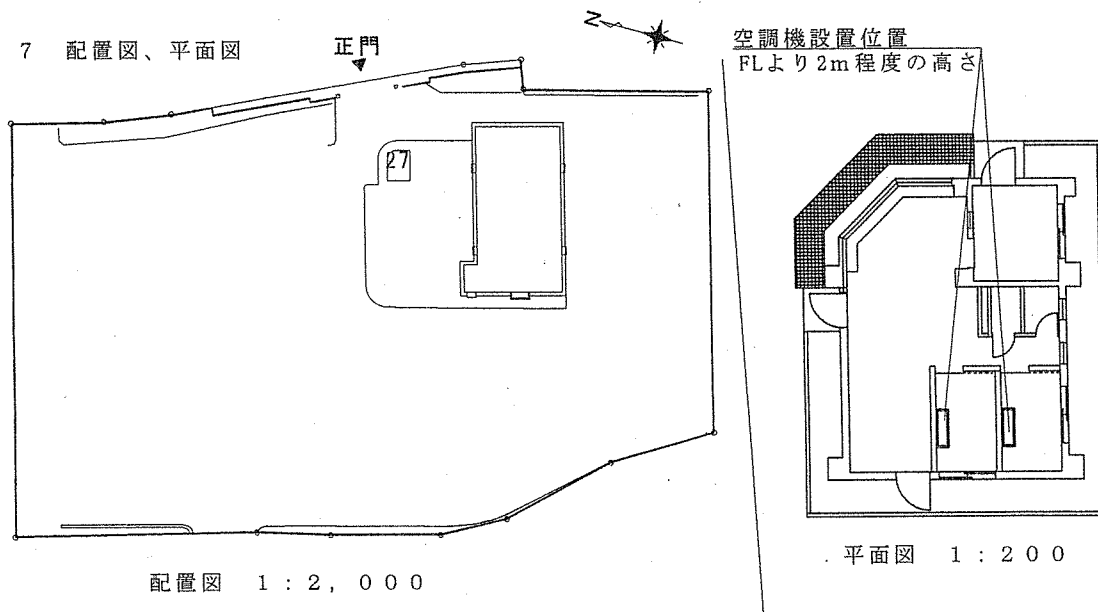 7 配置図、平面図
正門
N
空調機設置位置
FLより2m程度の高さ
27
平面図 1:200
配置図 1:2,000